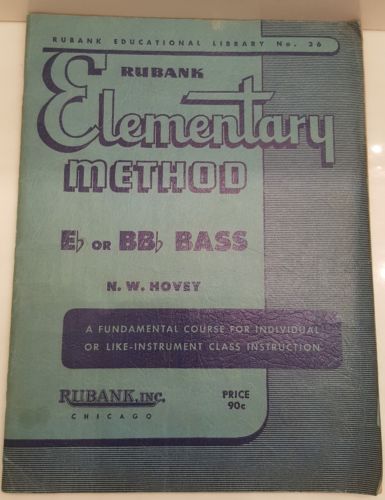 RUBANK EDUCATIONAL LIBRARY No. 36
RUBANK
Elementary
METHOD
E♭ OR BB♭ BASS
N. W. HOVEY
A FUNDAMENTAL COURSE FOR INDIVIDUAL
OR LIKE-INSTRUMENT CLASS INSTRUCTION
RUBANK, INC.
CHICAGO
PRICE
90c